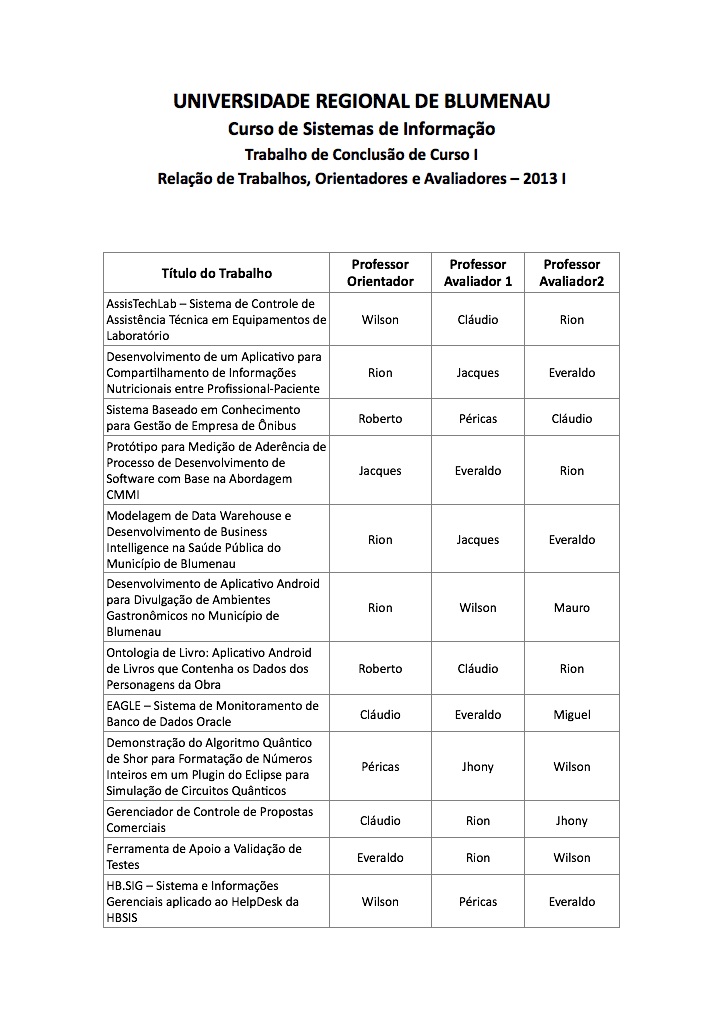 UNIVERSIDADE REGIONAL DE BLUMENAU
Curso de Sistemas de Informação
Trabalho de Conclusão de Curso I
Relação de Trabalhos, Orientadores e Avaliadores – 2013 I
Título do Trabalho
Professor
Orientador
Professor
Avaliador 1
Professor
Avaliador2
AssisTechLab – Sistema de Controle de
Assistência Técnica em Equipamentos de
Laboratório
Wilson
Cláudio
Rion
Desenvolvimento de um Aplicativo para
Compartilhamento de Informações
Nutricionais entre Profissional-Paciente
Rion
Jacques
Everaldo
Sistema Baseado em Conhecimento
para Gestão de Empresa de Ônibus
Roberto
Péricas
Cláudio
Protótipo para Medição de Aderência de
Processo de Desenvolvimento de
Software com Base na Abordagem
CMMI
Jacques
Everaldo
Rion
Modelagem de Data Warehouse e
Desenvolvimento de Business
Intelligence na Saúde Pública do
Município de Blumenau
Rion
Jacques
Everaldo
Desenvolvimento de Aplicativo Android
para Divulgação de Ambientes
Gastronômicos no Município de
Blumenau
Rion
Wilson
Mauro
Ontologia de Livro: Aplicativo Android
de Livros que Contenha os Dados dos
Personagens da Obra
Roberto
Cláudio
Rion
EAGLE – Sistema de Monitoramento de
Banco de Dados Oracle
Cláudio
Everaldo
Miguel
Demonstração do Algoritmo Quântico
de Shor para Formatação de Números
Inteiros em um Plugin do Eclipse para
Simulação de Circuitos Quânticos
Péricas
Jhony
Wilson
Gerenciador de Controle de Propostas
Comerciais
Cláudio
Rion
Jhony
Ferramenta de Apoio a Validação de
Testes
Everaldo
Rion
Wilson
HB.SIG – Sistema e Informações
Gerenciais aplicado ao HelpDesk da
HBSIS
Wilson
Péricas
Everaldo